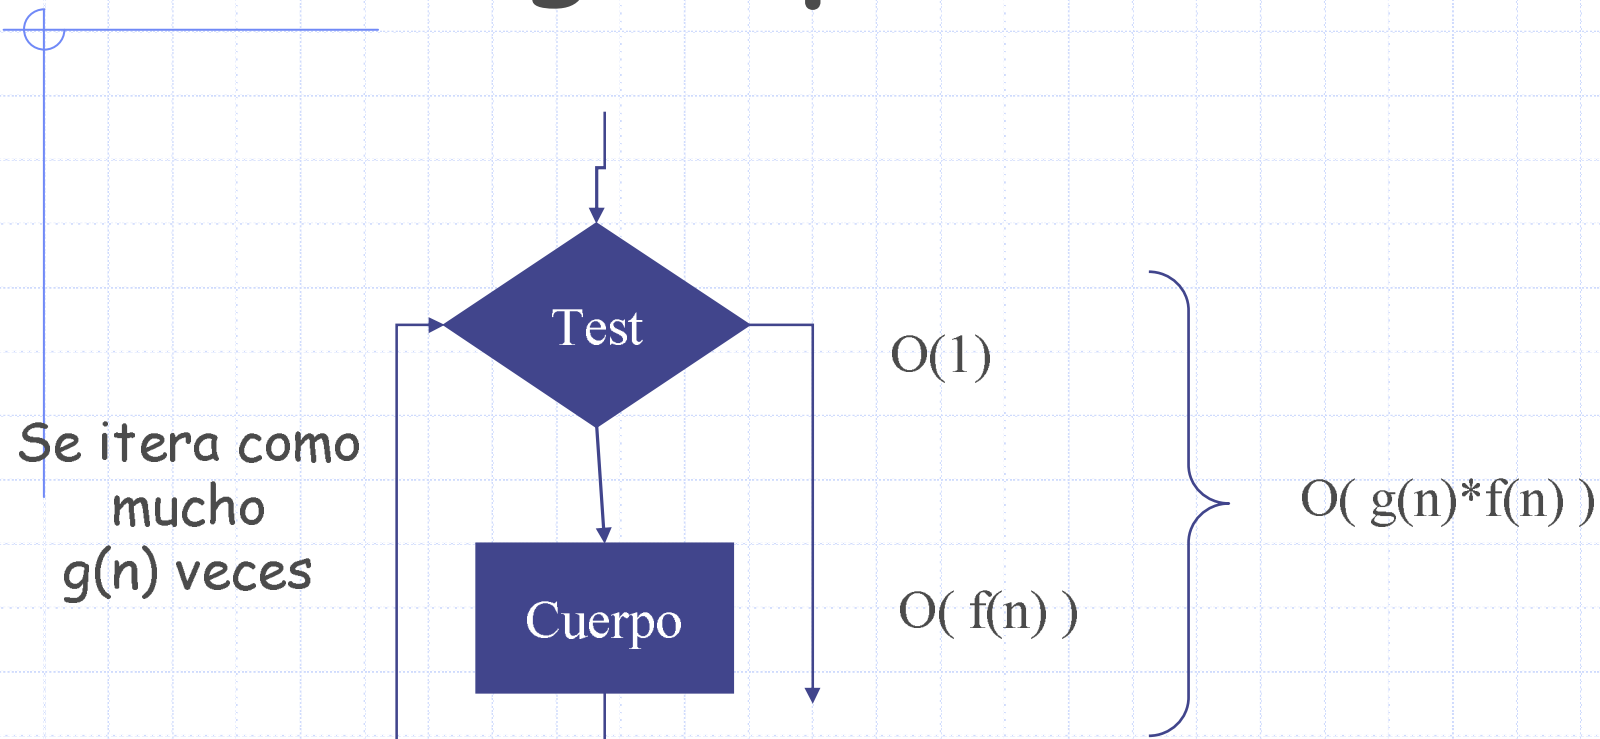 Test
O(1)
Se itera como
mucho
g(n) veces
O( g(n)*f(n) )
O( f(n) )
Cuerpo